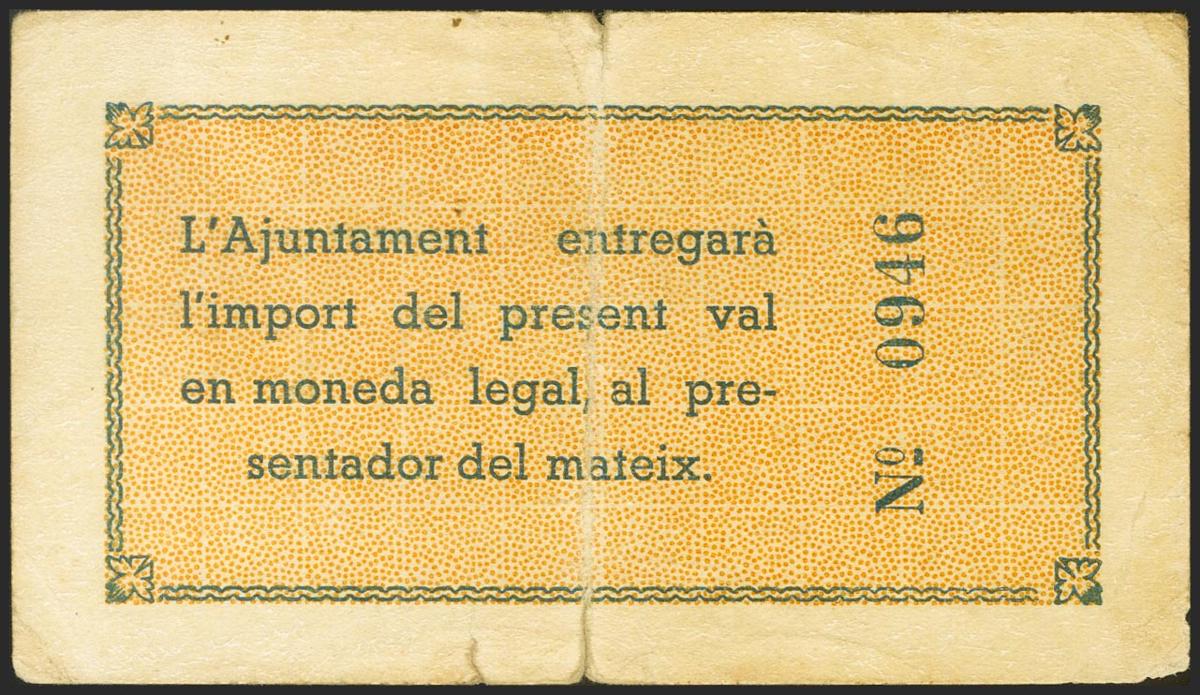 L'Ajuntament entregarà
l'import del present val
en moneda legal, al pre-
sentador del mateix.
Nº 0946